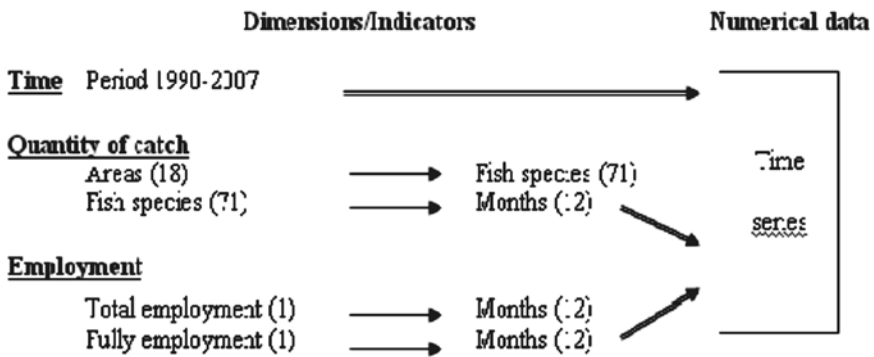 Dimensions/Indicators Numerical data
Time Period 1990-2007
Quantity of catch
Areas (18) Fish species (71)
Fish species (71) Months (12)
Time
series
Employment
Total employment (1) Months (12)
Fully employment (1) Months (12)